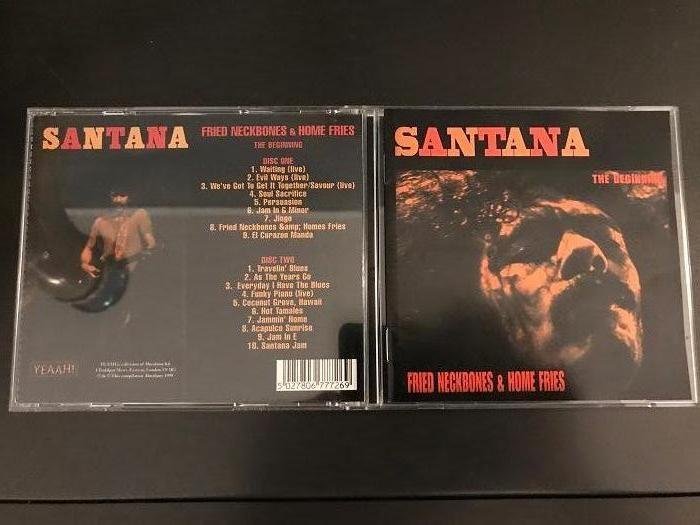 SANTANA
FRIED NECKBONES & HOME FRIES
THE BEGINNING
DISC ONE
1. Waiting (live)
2. Evil Ways (live)
3. We've Got To Get It Together/Savour (live)
4. Soul Sacrifice
5. Persuasion
6. Jam In G Minor
7. Jingo
8. Fried Neckbones &amp; Homes Fries
9. El Corazon Manda
DISC TWO
1. Travelin' Blues
2. As The Years Go
3. Everyday I Have The Blues
4. Funky Piano (live)
5. Coconut Grove, Hawaii
6. Hot Tamales
7. Jammin' Home
8. Acapulco Sunrise
9. Jam In E
10. Santana Jam
YEAAH!
5 027806 777269
SANTANA
THE BEGINNING
FRIED NECKBONES & HOME FRIES